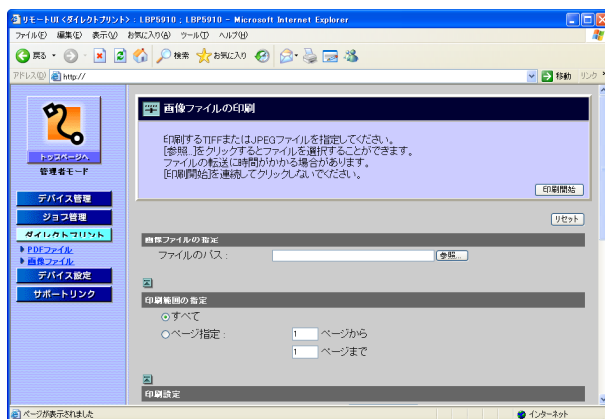 リモートUI <ダイレクトプリント> : LBP5910 ; LBP5910 - Microsoft Internet Explorer
ファイル(F) 編集(E) 表示(V) お気に入り(A) ツール(T) ヘルプ(H)
戻る 検索 お気に入り
アドレス(D) http:// 移動 リンク
画像ファイルの印刷
印刷するTIFFまたはJPEGファイルを指定してください。
[参照...]をクリックするとファイルを選択することができます。
ファイルの転送に時間がかかる場合があります。
[印刷開始]を連続してクリックしないでください。
印刷開始
リセット
トップページへ
管理者モード
デバイス管理
ジョブ管理
ダイレクトプリント
PDFファイル
画像ファイル
デバイス設定
サポートリンク
画像ファイルの指定
ファイルのパス : 参照...
印刷範囲の指定
すべて
ページ指定 : 1 ページから
1 ページまで
印刷設定
ページが表示されました インターネット